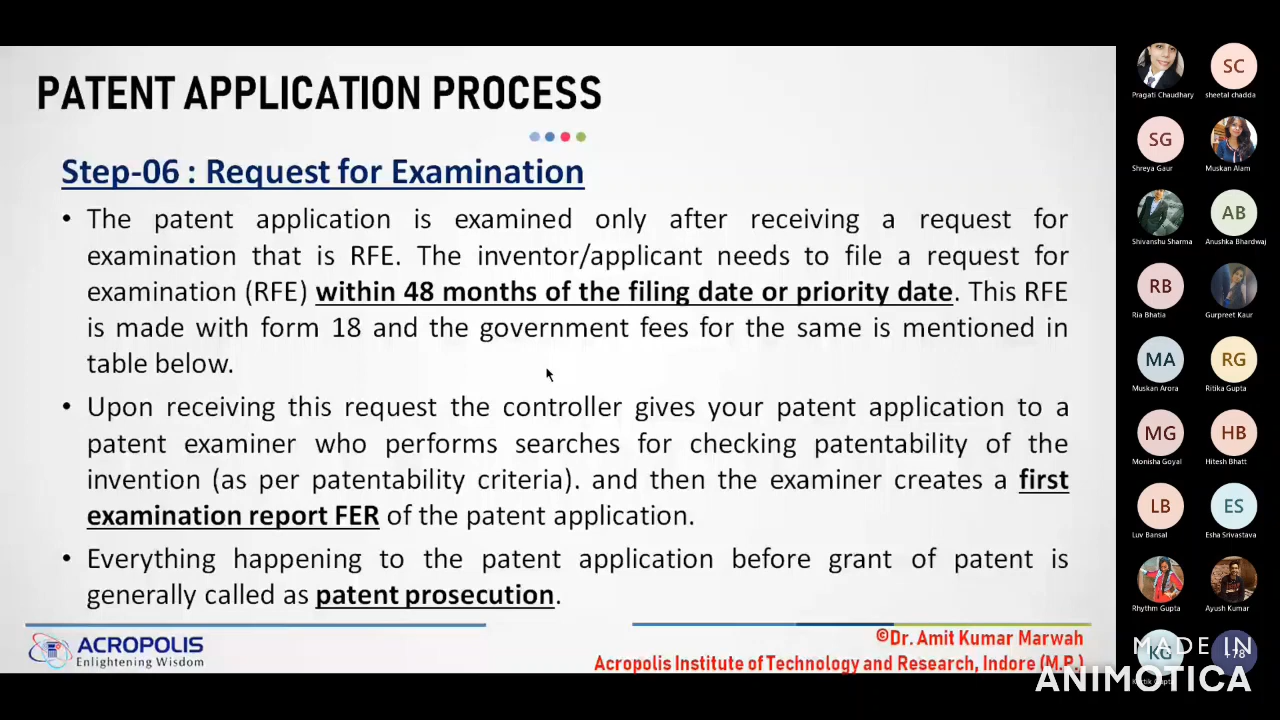 PATENT APPLICATION PROCESS
Step-06 : Request for Examination
• The patent application is examined only after receiving a request for
examination that is RFE. The inventor/applicant needs to file a request for
examination (RFE) within 48 months of the filing date or priority date. This RFE
is made with form 18 and the government fees for the same is mentioned in
table below.
• Upon receiving this request the controller gives your patent application to a
patent examiner who performs searches for checking patentability of the
invention (as per patentability criteria). and then the examiner creates a first
examination report FER of the patent application.
• Everything happening to the patent application before grant of patent is
generally called as patent prosecution.
ACROPOLIS
Enlightening Wisdom
©Dr. Amit Kumar Marwah
Acropolis Institute of Technology and Research, Indore (M.P.)
SC
Pragati Chaudhary
sheetal chadda
SG
Shreya Gaur
Muskan Alam
AB
Shivanshu Sharma
Anushka Bhardwaj
RB
Ria Bhatia
Gurpreet Kaur
MA
RG
Muskan Arora
Ritika Gupta
MG
HB
Monisha Goyal
Hitesh Bhatt
LB
ES
Luv Bansal
Esha Srivastava
Rhythm Gupta
Ayush Kumar
KG
+78
MADE IN
ANIMOTICA